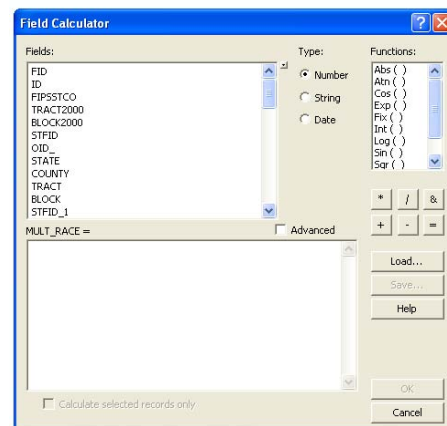 Field Calculator
Fields:
Type:
Functions:
FID
ID
FIPSSTCO
TRACT2000
BLOCK2000
STFID
OID_
STATE
COUNTY
TRACT
BLOCK
STFID_1
Number
String
Date
Abs ( )
Atn ( )
Cos ( )
Exp ( )
Fix ( )
Int ( )
Log ( )
Sin ( )
Sqr ( )
* / &
+ - =
MULT_RACE =
Advanced
Load...
Save...
Help
OK
Calculate selected records only
Cancel